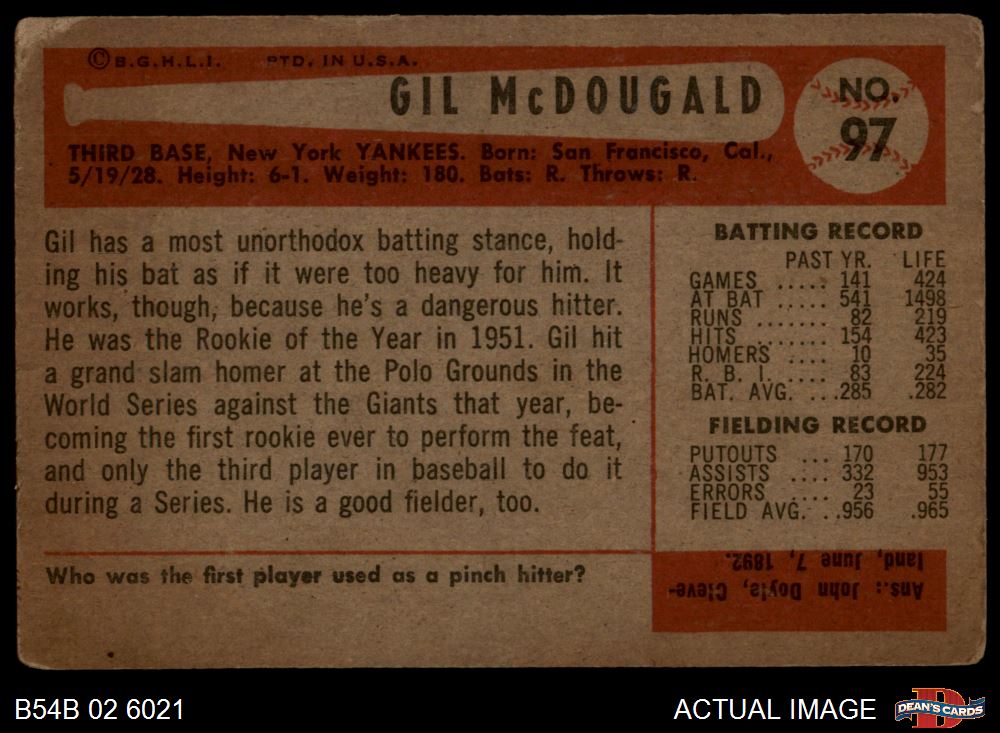 ©B.G.H.L.I. PTD. IN U.S.A.
GIL McDOUGALD
NO.
97
THIRD BASE, New York YANKEES. Born: San Francisco, Cal.,
5/19/28. Height: 6-1. Weight: 180. Bats: R. Throws: R.
Gil has a most unorthodox batting stance, hold-
ing his bat as if it were too heavy for him. It
works, though, because he's a dangerous hitter.
He was the Rookie of the Year in 1951. Gil hit
a grand slam homer at the Polo Grounds in the
World Series against the Giants that year, be-
coming the first rookie ever to perform the feat,
and only the third player in baseball to do it
during a Series. He is a good fielder, too.
BATTING RECORD
PAST YR. LIFE
GAMES ..... 141 424
AT BAT ..... 541 1498
RUNS ....... 82 219
HITS ........ 154 423
HOMERS .... 10 35
R. B. I. ..... 83 224
BAT. AVG. ...285 .282
FIELDING RECORD
PUTOUTS ... 170 177
ASSISTS .... 332 953
ERRORS .... 23 55
FIELD AVG. ..956 .965
Who was the first player used as a pinch hitter?
Ans.: John Doyle, Cleve-
land, June 7, 1892.
B54B 02 6021
ACTUAL IMAGE
D
DEAN'S CARDS